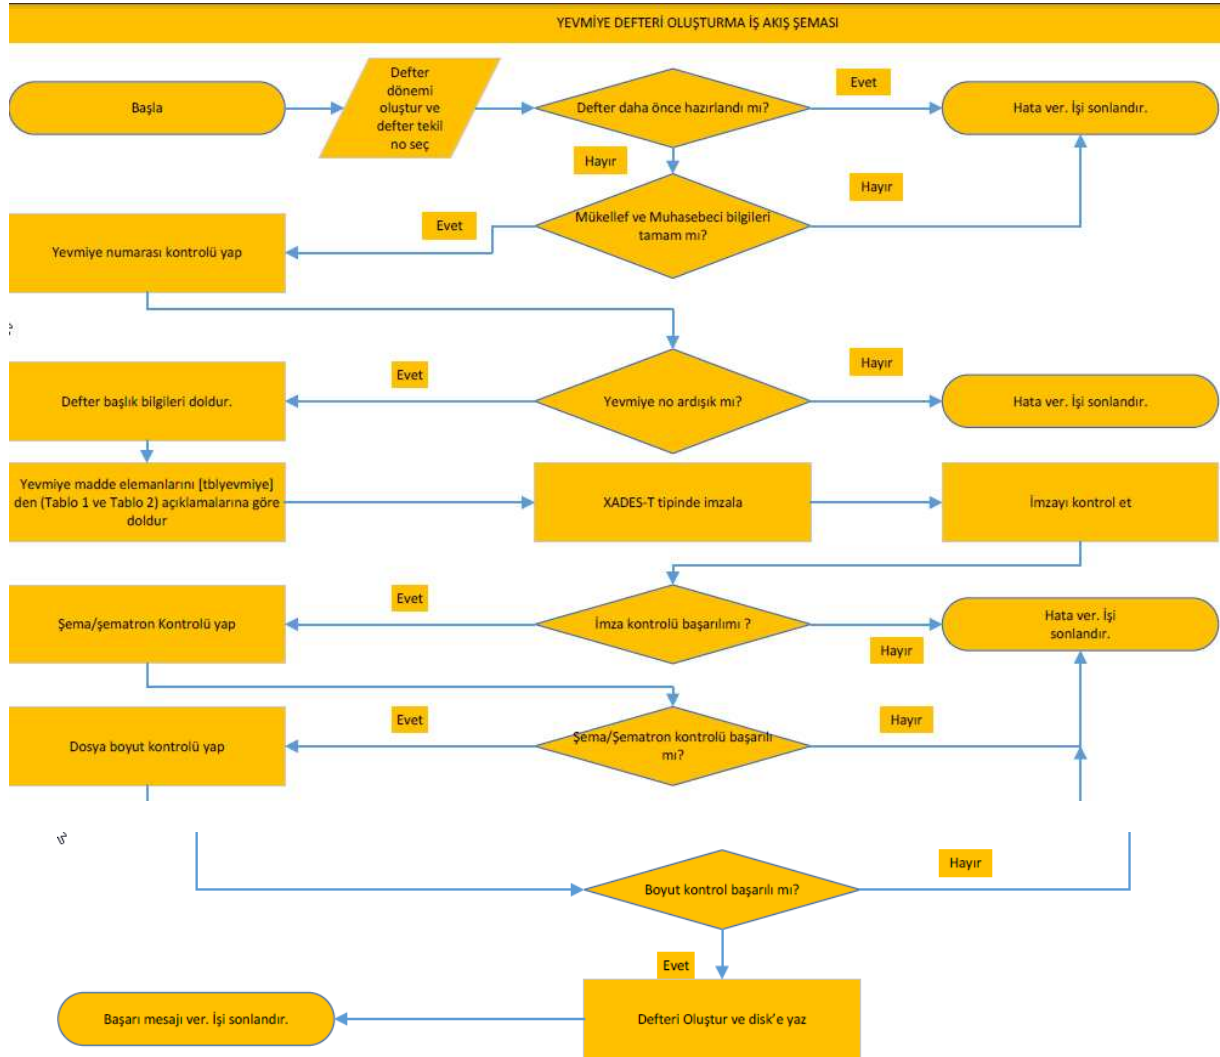 YEVMİYE DEFTERİ OLUŞTURMA İŞ AKIŞ ŞEMASI
Başla
Defter
dönemi
oluştur ve
defter tekil
no seç
Defter daha önce hazırlandı mı?
Evet
Hata ver. İşi sonlandır.
Hayır
Mükellef ve Muhasebeci bilgileri
tamam mı?
Hayır
Evet
Yevmiye numarası kontrolü yap
Yevmiye no ardışık mı?
Evet
Hayır
Defter başlık bilgileri doldur.
Hata ver. İşi sonlandır.
Yevmiye madde elemanlarını [tblyevmiye]
den (Tablo 1 ve Tablo 2) açıklamalarına göre
doldur
XADES-T tipinde imzala
İmzayı kontrol et
İmza kontrolü başarılımı ?
Evet
Hayır
Şema/şematron Kontrolü yap
Hata ver. İşi
sonlandır.
Şema/Şematron kontrolü başarılı
mı?
Evet
Hayır
Dosya boyut kontrolü yap
Boyut kontrol başarılı mı?
Hayır
Evet
Defteri Oluştur ve disk’e yaz
Başarı mesajı ver. İşi sonlandır.